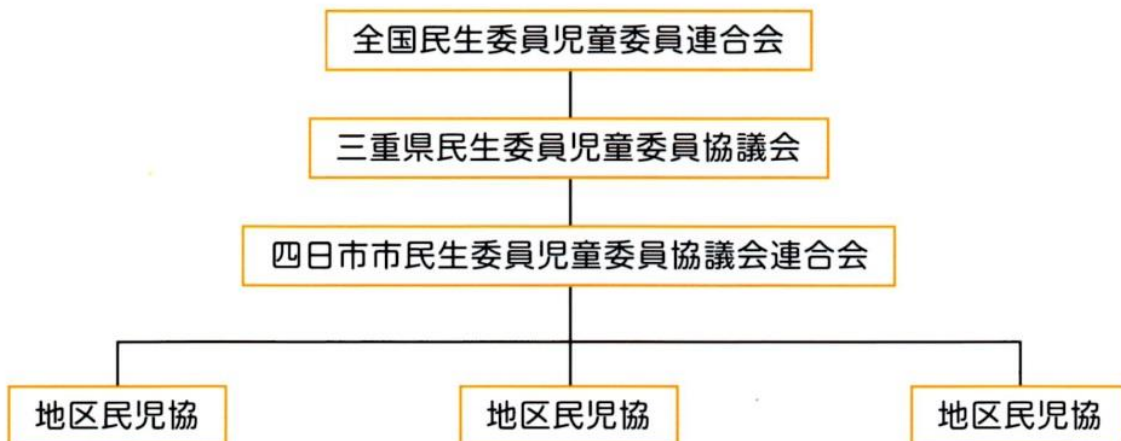 全国民生委員児童委員連合会
三重県民生委員児童委員協議会
四日市市民生委員児童委員協議会連合会
地区民児協
地区民児協
地区民児協